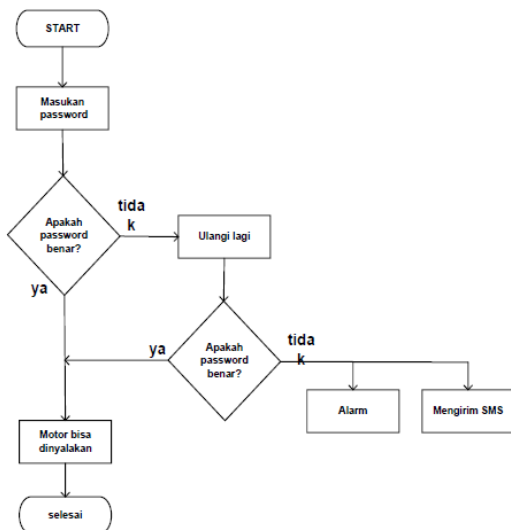 START
Masukan
password
Apakah
password
benar?
tida
k
Ulangi lagi
ya
Apakah
password
benar?
ya
tida
k
Alarm
Mengirim SMS
Motor bisa
dinyalakan
selesai